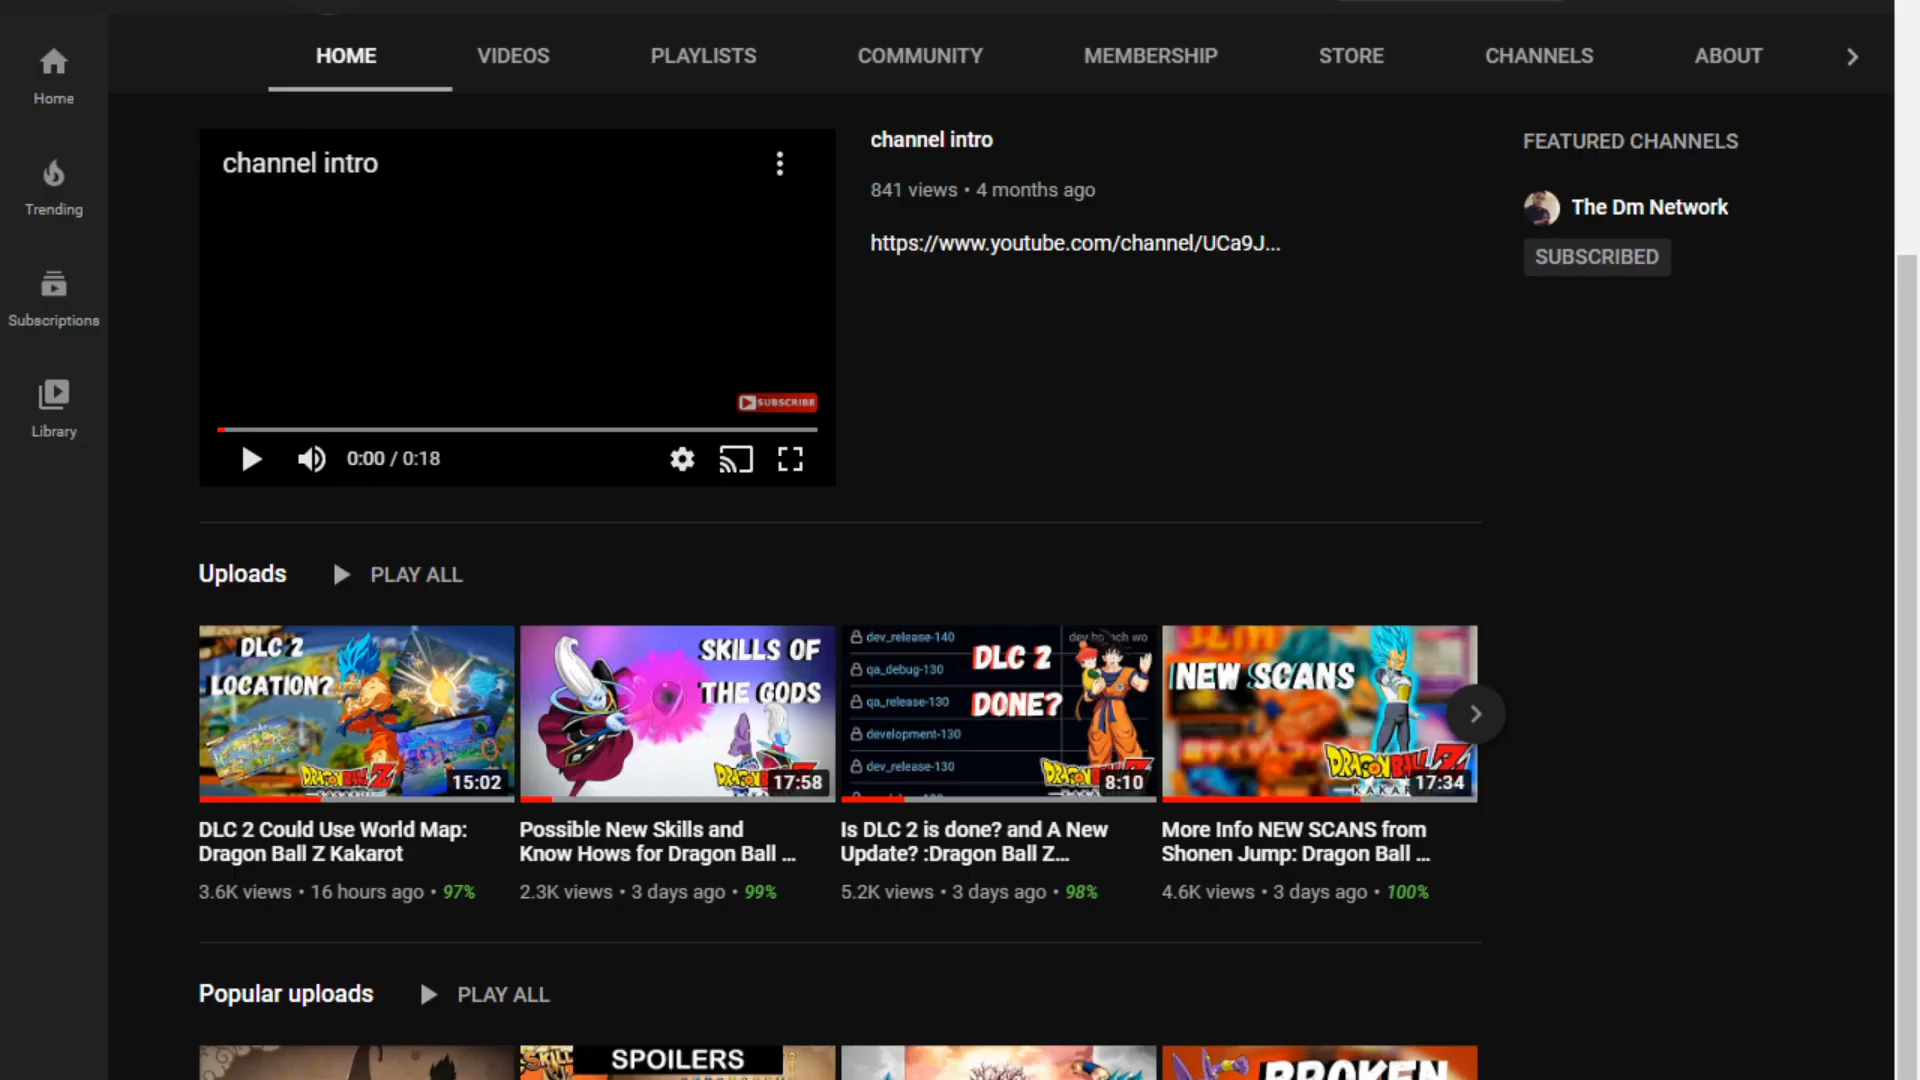 HOME
VIDEOS
PLAYLISTS
COMMUNITY
MEMBERSHIP
STORE
CHANNELS
ABOUT
Home
Trending
Subscriptions
Library
channel intro
SUBSCRIBE
0:00 / 0:18
channel intro
841 views • 4 months ago
https://www.youtube.com/channel/UCa9J...
FEATURED CHANNELS
The Dm Network
SUBSCRIBED
Uploads
PLAY ALL
DLC 2
LOCATION?
DRAGON BALL Z
15:02
DLC 2 Could Use World Map:
Dragon Ball Z Kakarot
3.6K views • 16 hours ago • 97%
SKILLS OF
THE GODS
17:58
Possible New Skills and
Know Hows for Dragon Ball ...
2.3K views • 3 days ago • 99%
dev_release-140
qa_debug-130
qa_release-130
development-130
dev_release-130
DLC 2
DONE?
8:10
Is DLC 2 is done? and A New
Update? :Dragon Ball Z...
5.2K views • 3 days ago • 98%
NEW SCANS
DRAGON BALL Z
17:34
More Info NEW SCANS from
Shonen Jump: Dragon Ball ...
4.6K views • 3 days ago • 100%
Popular uploads
PLAY ALL
SKILL
SPOILERS
BROKEN